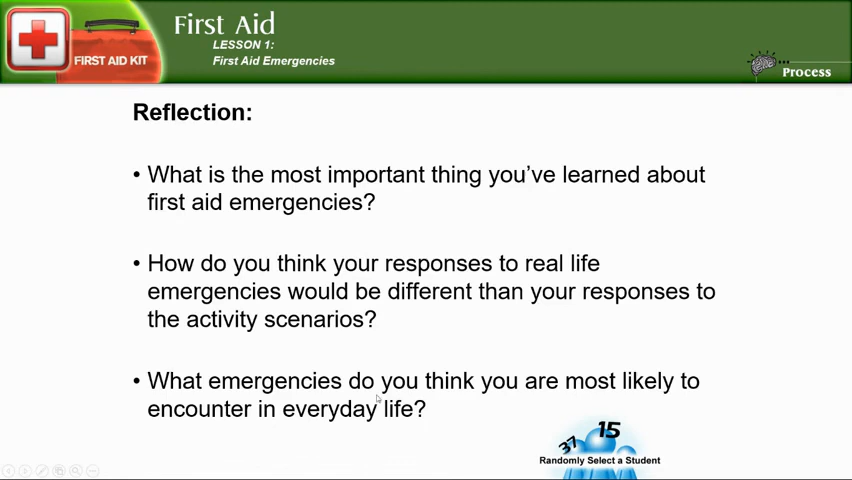 First Aid
LESSON 1:
FIRST AID KIT
First Aid Emergencies
Process
Reflection:
• What is the most important thing you've learned about
first aid emergencies?
• How do you think your responses to real life
emergencies would be different than your responses to
the activity scenarios?
• What emergencies do you think you are most likely to
encounter in everyday life?
37 15
Randomly Select a Student